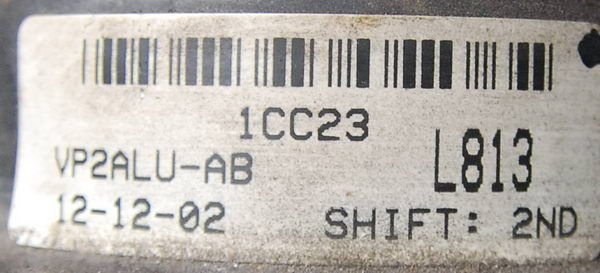 1CC23
VP2ALU-AB
L813
12-12-02
SHIFT: 2ND